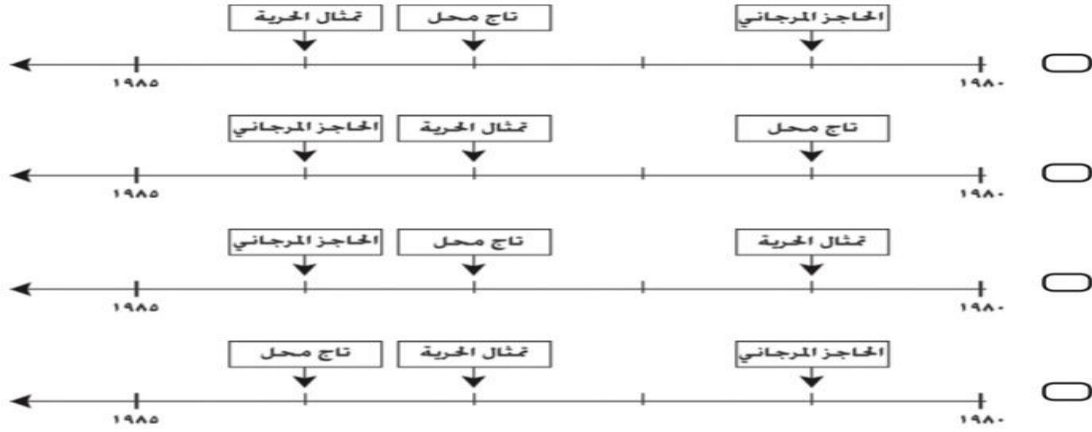 الحاجز المرجاني تاج محل تمثال الحرية
١٩٨٠ ١٩٨٥
تاج محل تمثال الحرية الحاجز المرجاني
١٩٨٠ ١٩٨٥
تمثال الحرية تاج محل الحاجز المرجاني
١٩٨٠ ١٩٨٥
الحاجز المرجاني تمثال الحرية تاج محل
١٩٨٠ ١٩٨٥